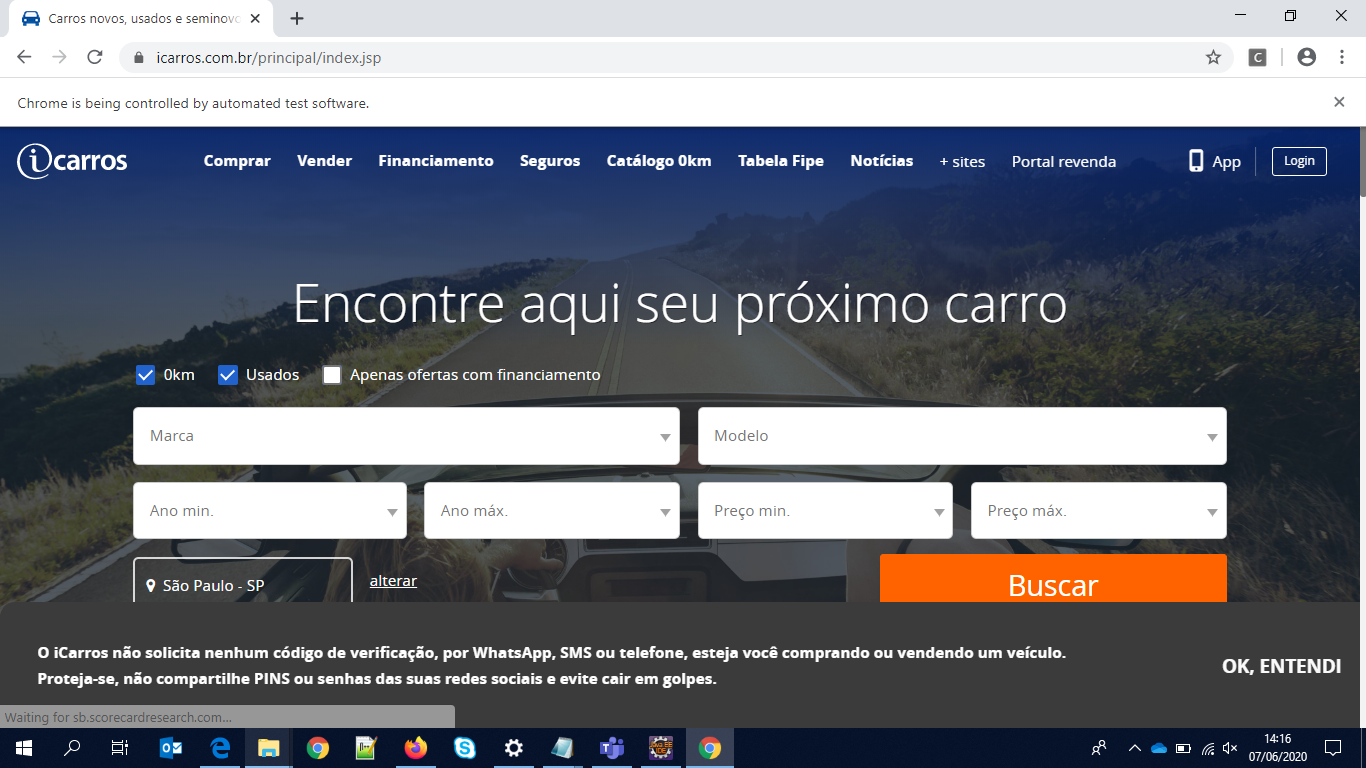 Carros novos, usados e seminovo
icarros.com.br/principal/index.jsp
C
Chrome is being controlled by automated test software.
icarros
Comprar Vender Financiamento Seguros Catálogo 0km Tabela Fipe Notícias + sites Portal revenda App Login
Encontre aqui seu próximo carro
0km Usados Apenas ofertas com financiamento
Marca Modelo
Ano min. Ano máx. Preço min. Preço máx.
São Paulo - SP alterar Buscar
O iCarros não solicita nenhum código de verificação, por WhatsApp, SMS ou telefone, esteja você comprando ou vendendo um veículo.
Proteja-se, não compartilhe PINS ou senhas das suas redes sociais e evite cair em golpes.
OK, ENTENDI
Waiting for sb.scorecardresearch.com...
14:16
07/06/2020